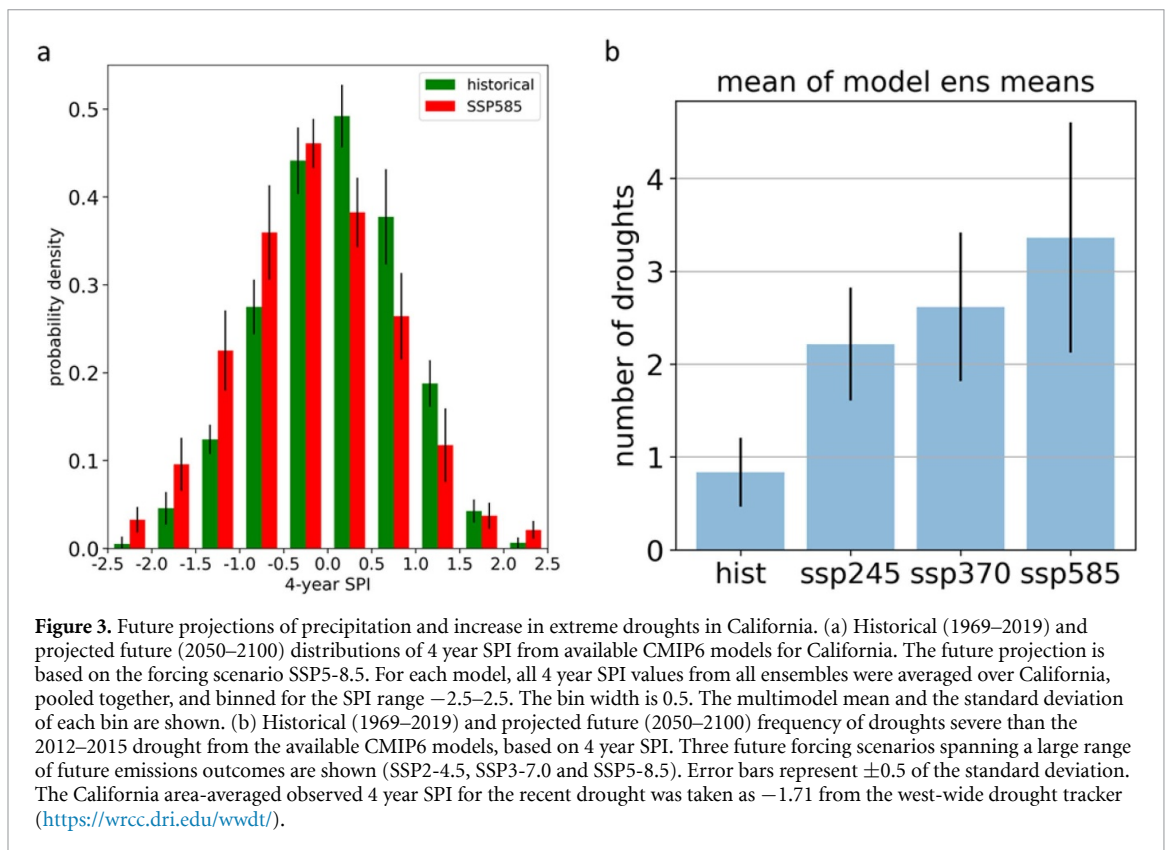 a
historical
SSP585
0.5
0.4
0.3
0.2
0.1
0.0
probability density
-2.5 -2.0 -1.5 -1.0 -0.5 0.0 0.5 1.0 1.5 2.0 2.5
4-year SPI
b
mean of model ens means
4
3
2
1
0
number of droughts
hist ssp245 ssp370 ssp585
Figure 3. Future projections of precipitation and increase in extreme droughts in California. (a) Historical (1969–2019) and
projected future (2050–2100) distributions of 4 year SPI from available CMIP6 models for California. The future projection is
based on the forcing scenario SSP5-8.5. For each model, all 4 year SPI values from all ensembles were averaged over California,
pooled together, and binned for the SPI range −2.5–2.5. The bin width is 0.5. The multimodel mean and the standard deviation
of each bin are shown. (b) Historical (1969–2019) and projected future (2050–2100) frequency of droughts severe than the
2012–2015 drought from the available CMIP6 models, based on 4 year SPI. Three future forcing scenarios spanning a large range
of future emissions outcomes are shown (SSP2-4.5, SSP3-7.0 and SSP5-8.5). Error bars represent ±0.5 of the standard deviation.
The California area-averaged observed 4 year SPI for the recent drought was taken as −1.71 from the west-wide drought tracker
(https://wrcc.dri.edu/wwdt/).